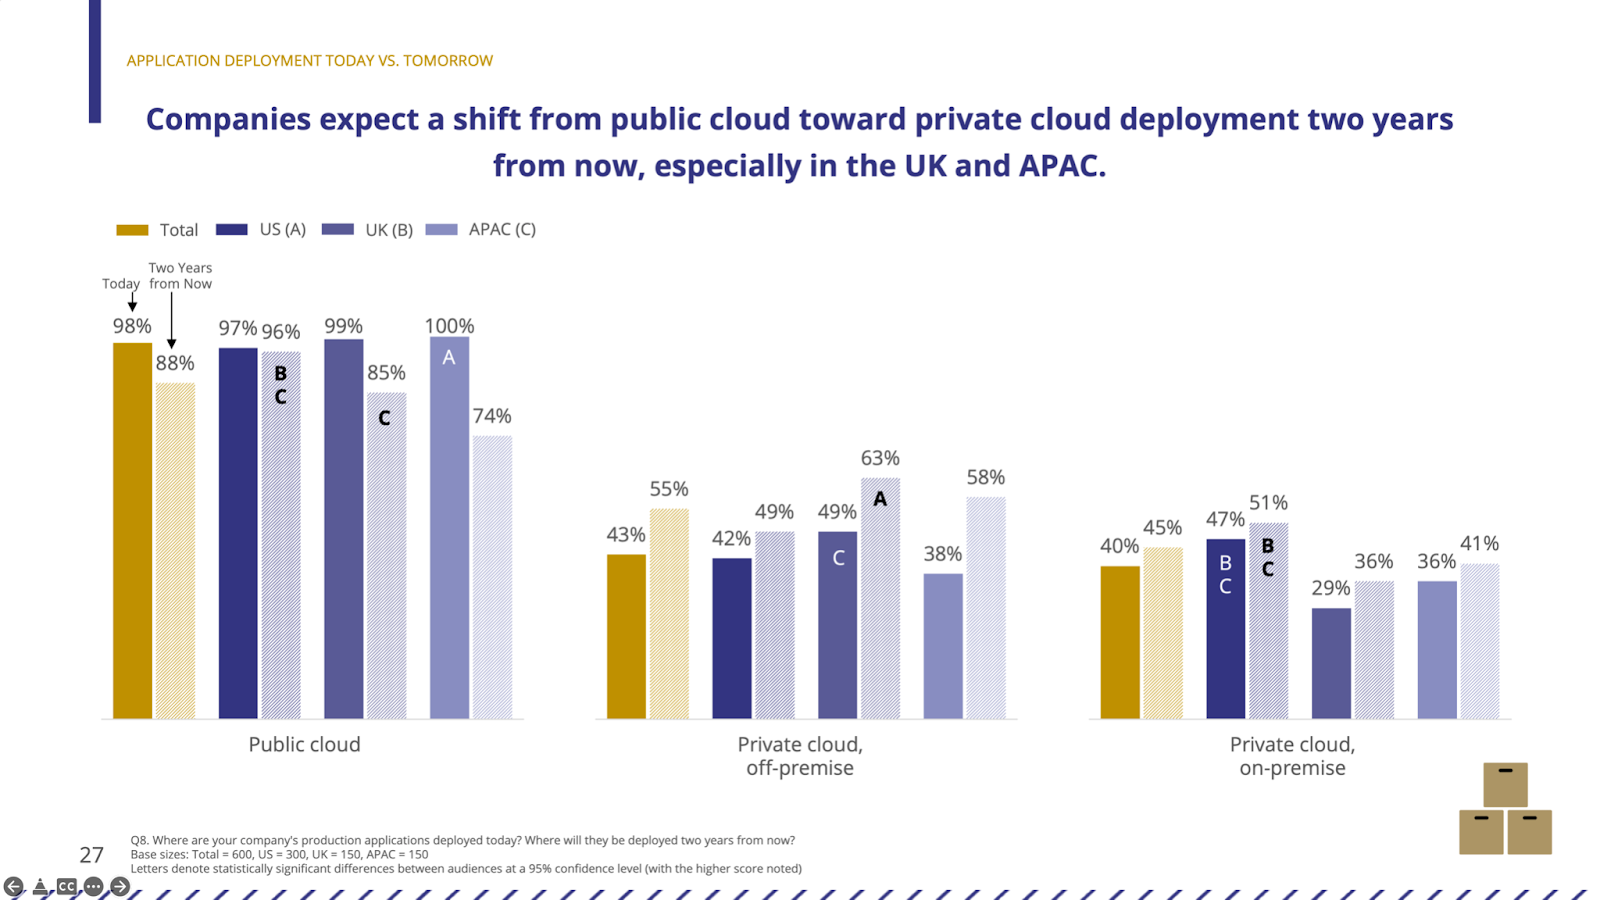 APPLICATION DEPLOYMENT TODAY VS. TOMORROW
Companies expect a shift from public cloud toward private cloud deployment two years
from now, especially in the UK and APAC.
Total US (A) UK (B) APAC (C)
Two Years
Today from Now
98% 88% 97% 96% 99% 85% 100% 74%
B
C
C
A
Public cloud
43% 55% 42% 49% 49% 63% 38% 58%
C
A
Private cloud,
off-premise
40% 45% 47% 51% 29% 36% 36% 41%
B
C
B
C
Private cloud,
on-premise
Q8. Where are your company's production applications deployed today? Where will they be deployed two years from now?
Base sizes: Total = 600, US = 300, UK = 150, APAC = 150
Letters denote statistically significant differences between audiences at a 95% confidence level (with the higher score noted)
27
CC